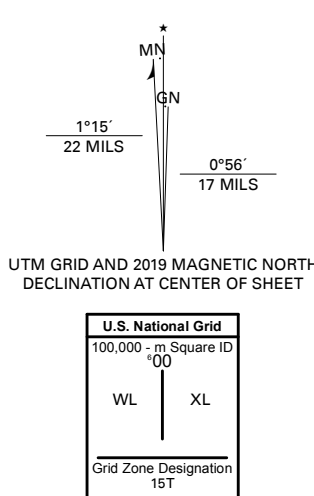 ★
MN
GN
1°15´
22 MILS
0°56´
17 MILS
UTM GRID AND 2019 MAGNETIC NORTH
DECLINATION AT CENTER OF SHEET
U.S. National Grid
100,000 - m Square ID
⁶00
WL XL
Grid Zone Designation
15T